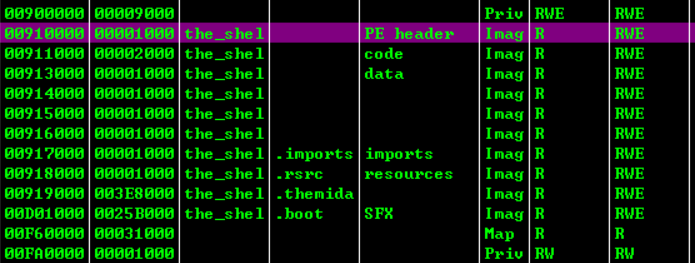 00900000 00009000 Priv RWE RWE
00910000 00001000 the_shel PE header Imag R RWE
00911000 00002000 the_shel code Imag R RWE
00913000 00001000 the_shel data Imag R RWE
00914000 00001000 the_shel Imag R RWE
00915000 00001000 the_shel Imag R RWE
00916000 00001000 the_shel Imag R RWE
00917000 00001000 the_shel .imports imports Imag R RWE
00918000 00001000 the_shel .rsrc resources Imag R RWE
00919000 003E8000 the_shel .themida Imag R RWE
00D01000 0025B000 the_shel .boot SFX Imag R RWE
00F60000 00031000 Map R R
00FA0000 00001000 Priv RW RW